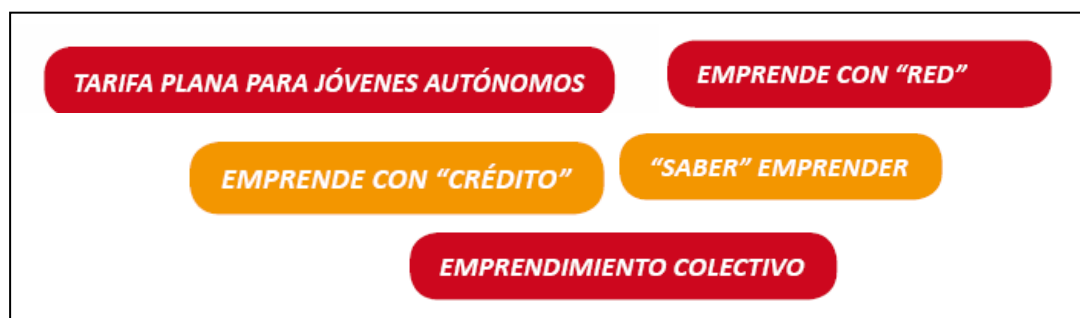 TARIFA PLANA PARA JÓVENES AUTÓNOMOS
EMPRENDE CON “RED”
EMPRENDE CON “CRÉDITO”
“SABER” EMPRENDER
EMPRENDIMIENTO COLECTIVO